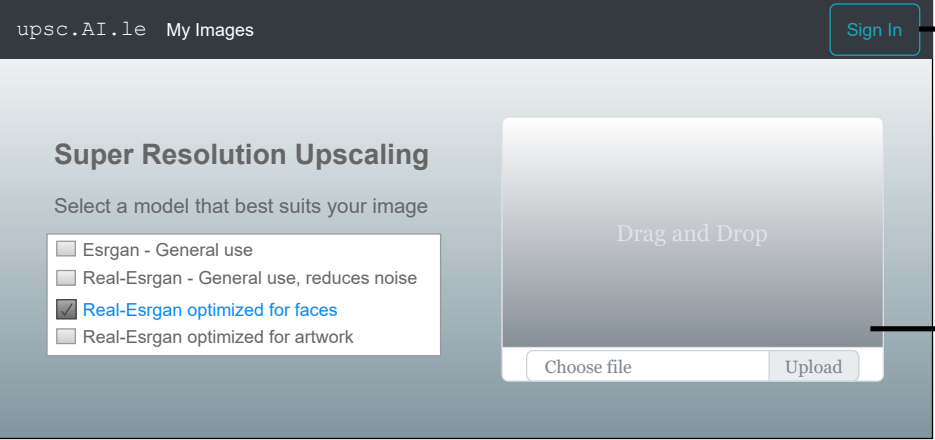 upsc.AI.le My Images Sign In
Super Resolution Upscaling
Select a model that best suits your image
Esrgan - General use
Real-Esrgan - General use, reduces noise
Real-Esrgan optimized for faces
Real-Esrgan optimized for artwork
Drag and Drop
Choose file Upload